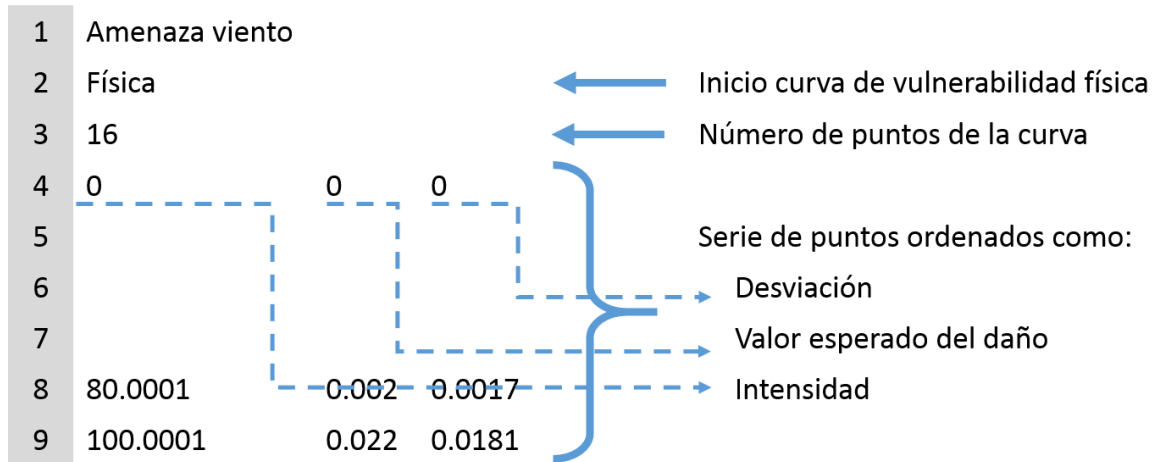 1 Amenaza viento
2 Física Inicio curva de vulnerabilidad física
3 16 Número de puntos de la curva
4 0 0 0
5 Serie de puntos ordenados como:
6 Desviación
7 Valor esperado del daño
8 80.0001 0.002 0.0017 Intensidad
9 100.0001 0.022 0.0181